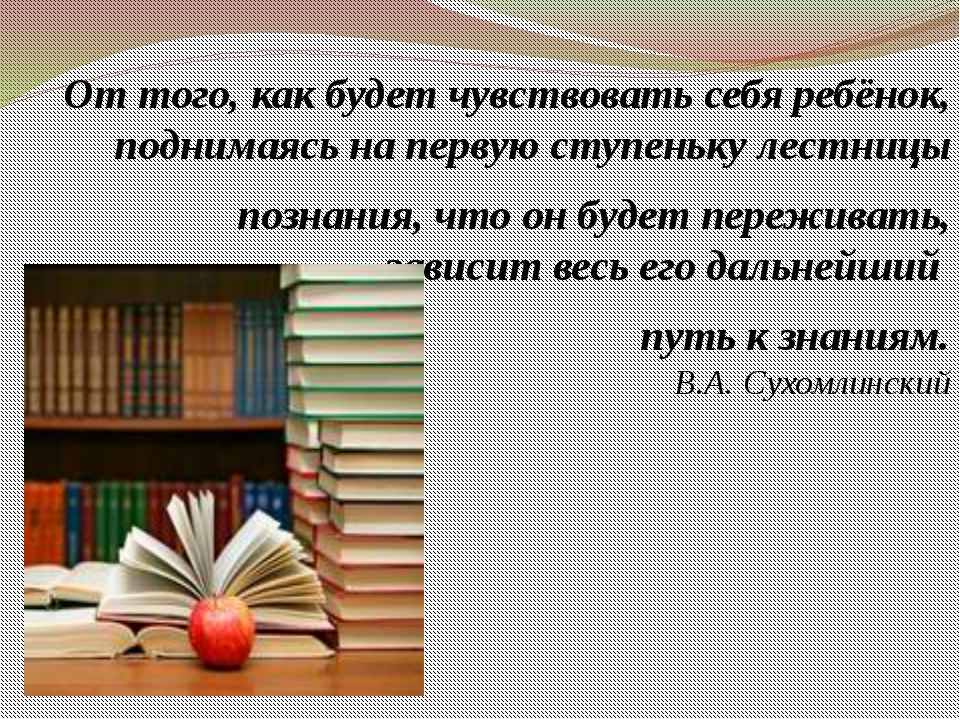 От того, как будет чувствовать себя ребёнок,
поднимаясь на первую ступеньку лестницы
познания, что он будет переживать,
зависит весь его дальнейший
путь к знаниям.
В.А. Сухомлинский